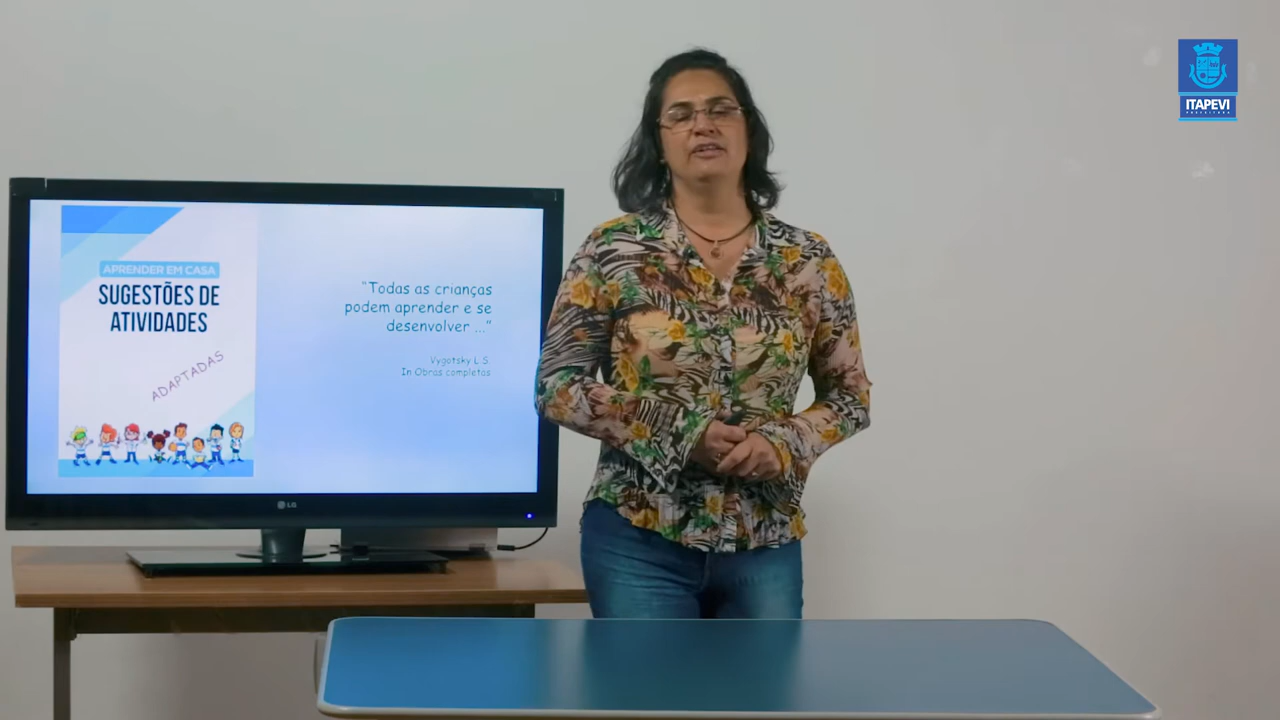 APRENDER EM CASA
SUGESTÕES DE
ATIVIDADES
ADAPTADAS
"Todas as crianças
podem aprender e se
desenvolver ..."
Vygotsky L S.
In Obras completas
LG
ITAPEVI
PREFEITURA